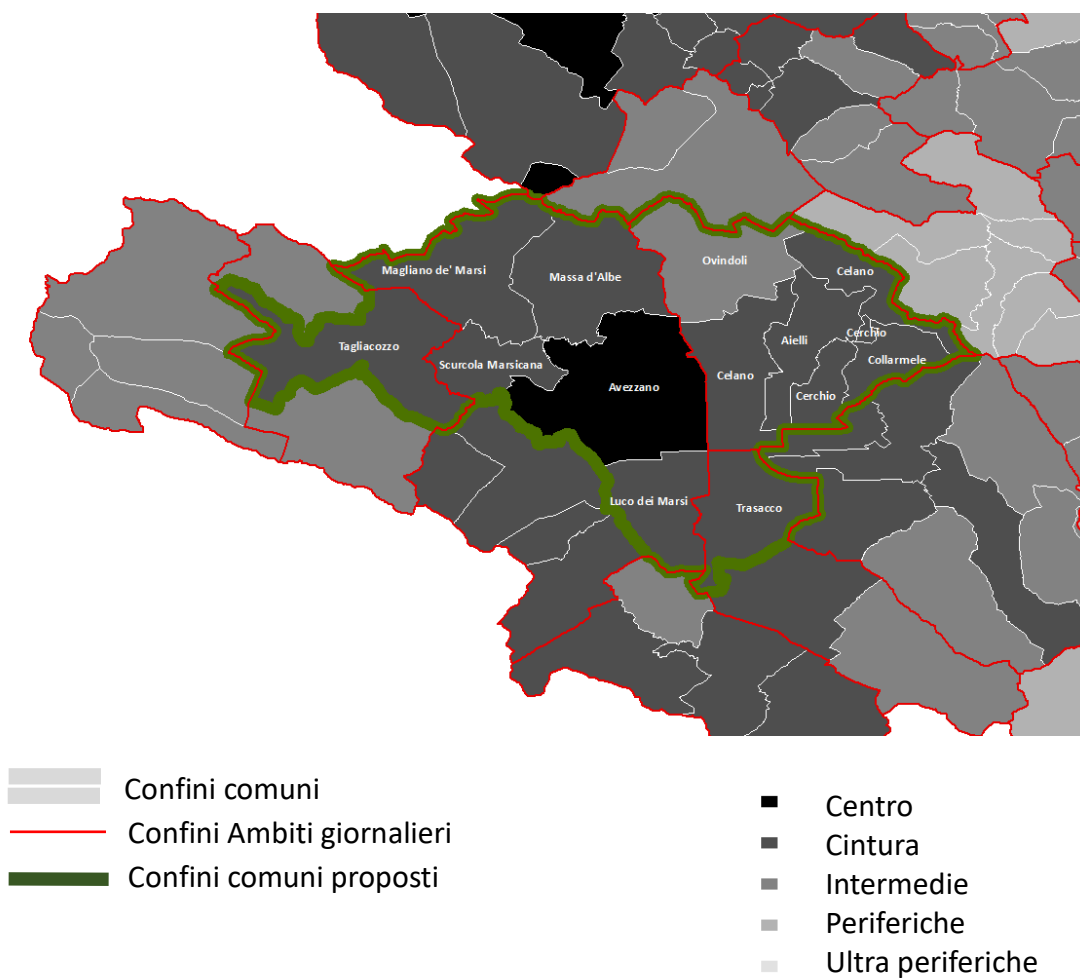 Ovindoli
Magliano de' Marsi
Massa d'Albe
Celano
Cerchio
Aielli
Tagliacozzo
Collarmele
Scurcola Marsicana
Celano
Avezzano
Cerchio
Luco dei Marsi
Trasacco
Confini comuni
Confini Ambiti giornalieri
Confini comuni proposti
Centro
Cintura
Intermedie
Periferiche
Ultra periferiche